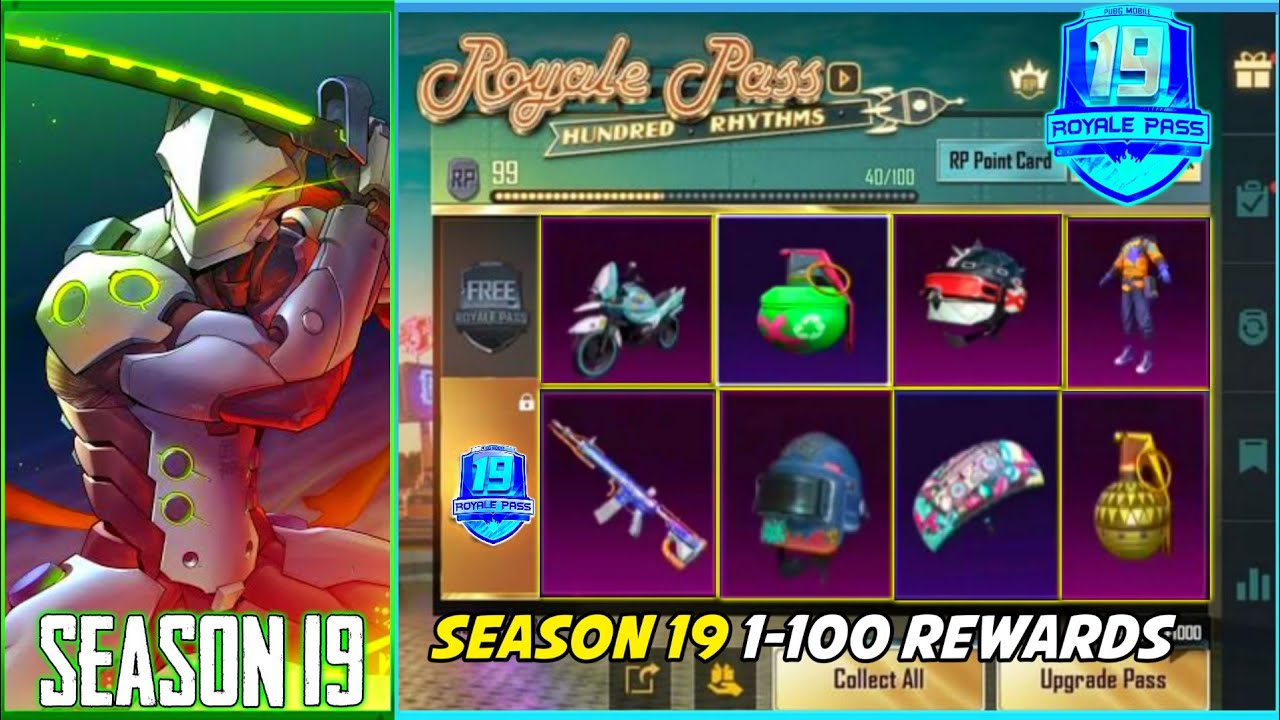 SEASON 19
Royale Pass
HUNDRED · RHYTHMS
RP
PUBG MOBILE
19
ROYALE PASS
RP 99
40/100
RP Point Card
FREE
ROYALE PASS
19
ROYALE PASS
SEASON 19 1-100 REWARDS
Collect All
Upgrade Pass